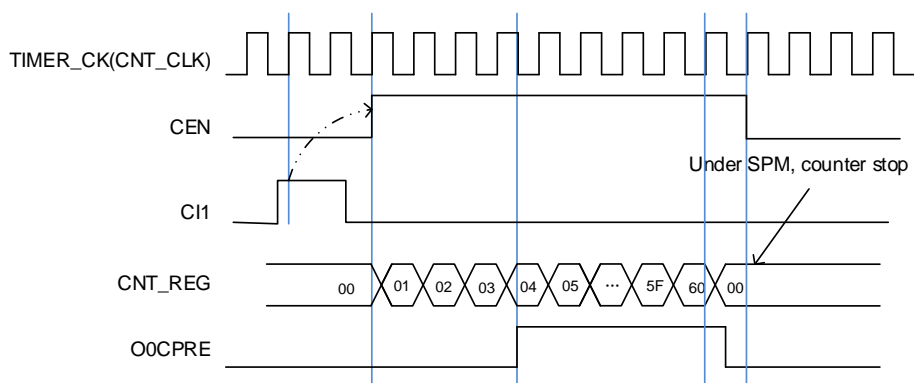 TIMER_CK(CNT_CLK)
CEN
Under SPM, counter stop
CI1
CNT_REG
00 01 02 03 04 05 ... 5F 60 00
O0CPRE